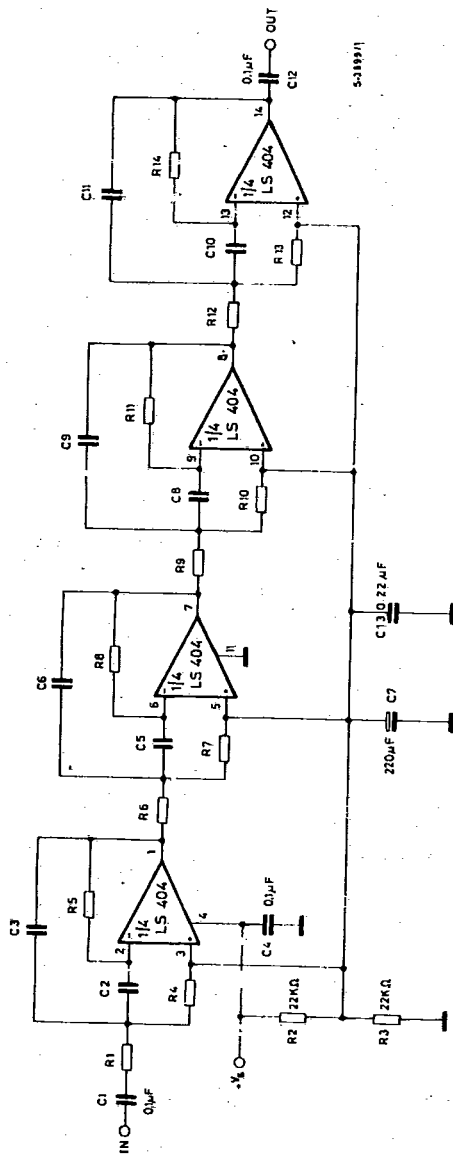 IN
C1
0,1µF
R1
C2
R4
C3
R5
2
3
1/4
LS 404
1
4
C4
0,1µF
+Vs
R2
22KΩ
R3
22KΩ
R6
C5
R7
C6
R8
6
5
1/4
LS 404
7
11
220µF
C7
C13 0.22 µF
R9
C8
R10
C9
R11
9
10
1/4
LS 404
8
R12
C10
R13
C11
R14
13
12
1/4
LS 404
14
0.1µF
C12
OUT
S-3899/1